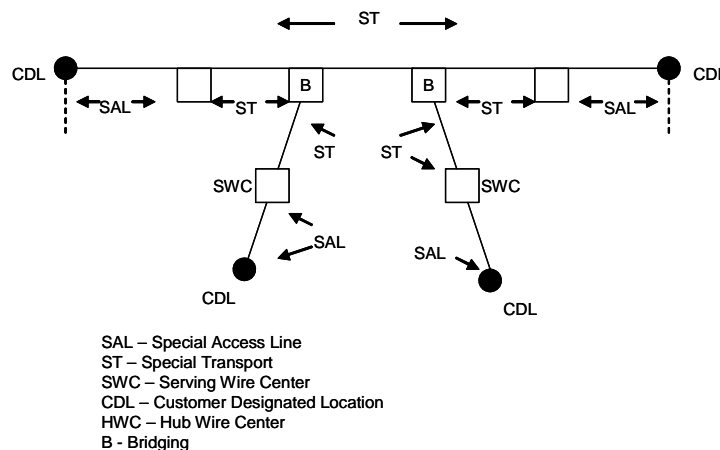 ST
CDL
B
B
CDL
SAL
ST
ST
SAL
ST
ST
SWC
SWC
SAL
SAL
CDL
CDL
SAL – Special Access Line
ST – Special Transport
SWC – Serving Wire Center
CDL – Customer Designated Location
HWC – Hub Wire Center
B - Bridging